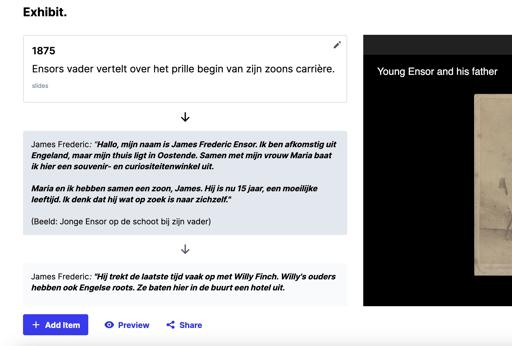 Exhibit.
1875
Ensors vader vertelt over het prille begin van zijn zoons carrière.
slides
Young Ensor and his father
James Frederic: "Hallo, mijn naam is James Frederic Ensor. Ik ben afkomstig uit
Engeland, maar mijn thuis ligt in Oostende. Samen met mijn vrouw Maria baat
ik hier een souvenir- en curiositeitenwinkel uit.
Maria en ik hebben samen een zoon, James. Hij is nu 15 jaar, een moeilijke
leeftijd. Ik denk dat hij wat op zoek is naar zichzelf."
(Beeld: Jonge Ensor op de schoot bij zijn vader)
James Frederic: "Hij trekt de laatste tijd vaak op met Willy Finch. Willy's ouders
hebben ook Engelse roots. Ze baten hier in de buurt een hotel uit.
+ Add Item
Preview
Share